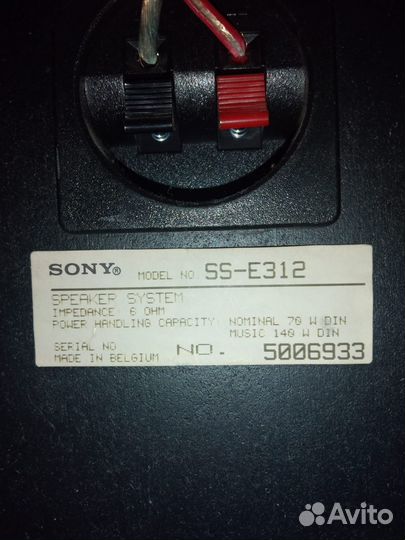 SONY® MODEL NO SS-E312
SPEAKER SYSTEM
IMPEDANCE 6 OHM
POWER HANDLING CAPACITY: NOMINAL 70 W DIN
MUSIC 140 W DIN
SERIAL NO NO. 5006933
MADE IN BELGIUM
Avito